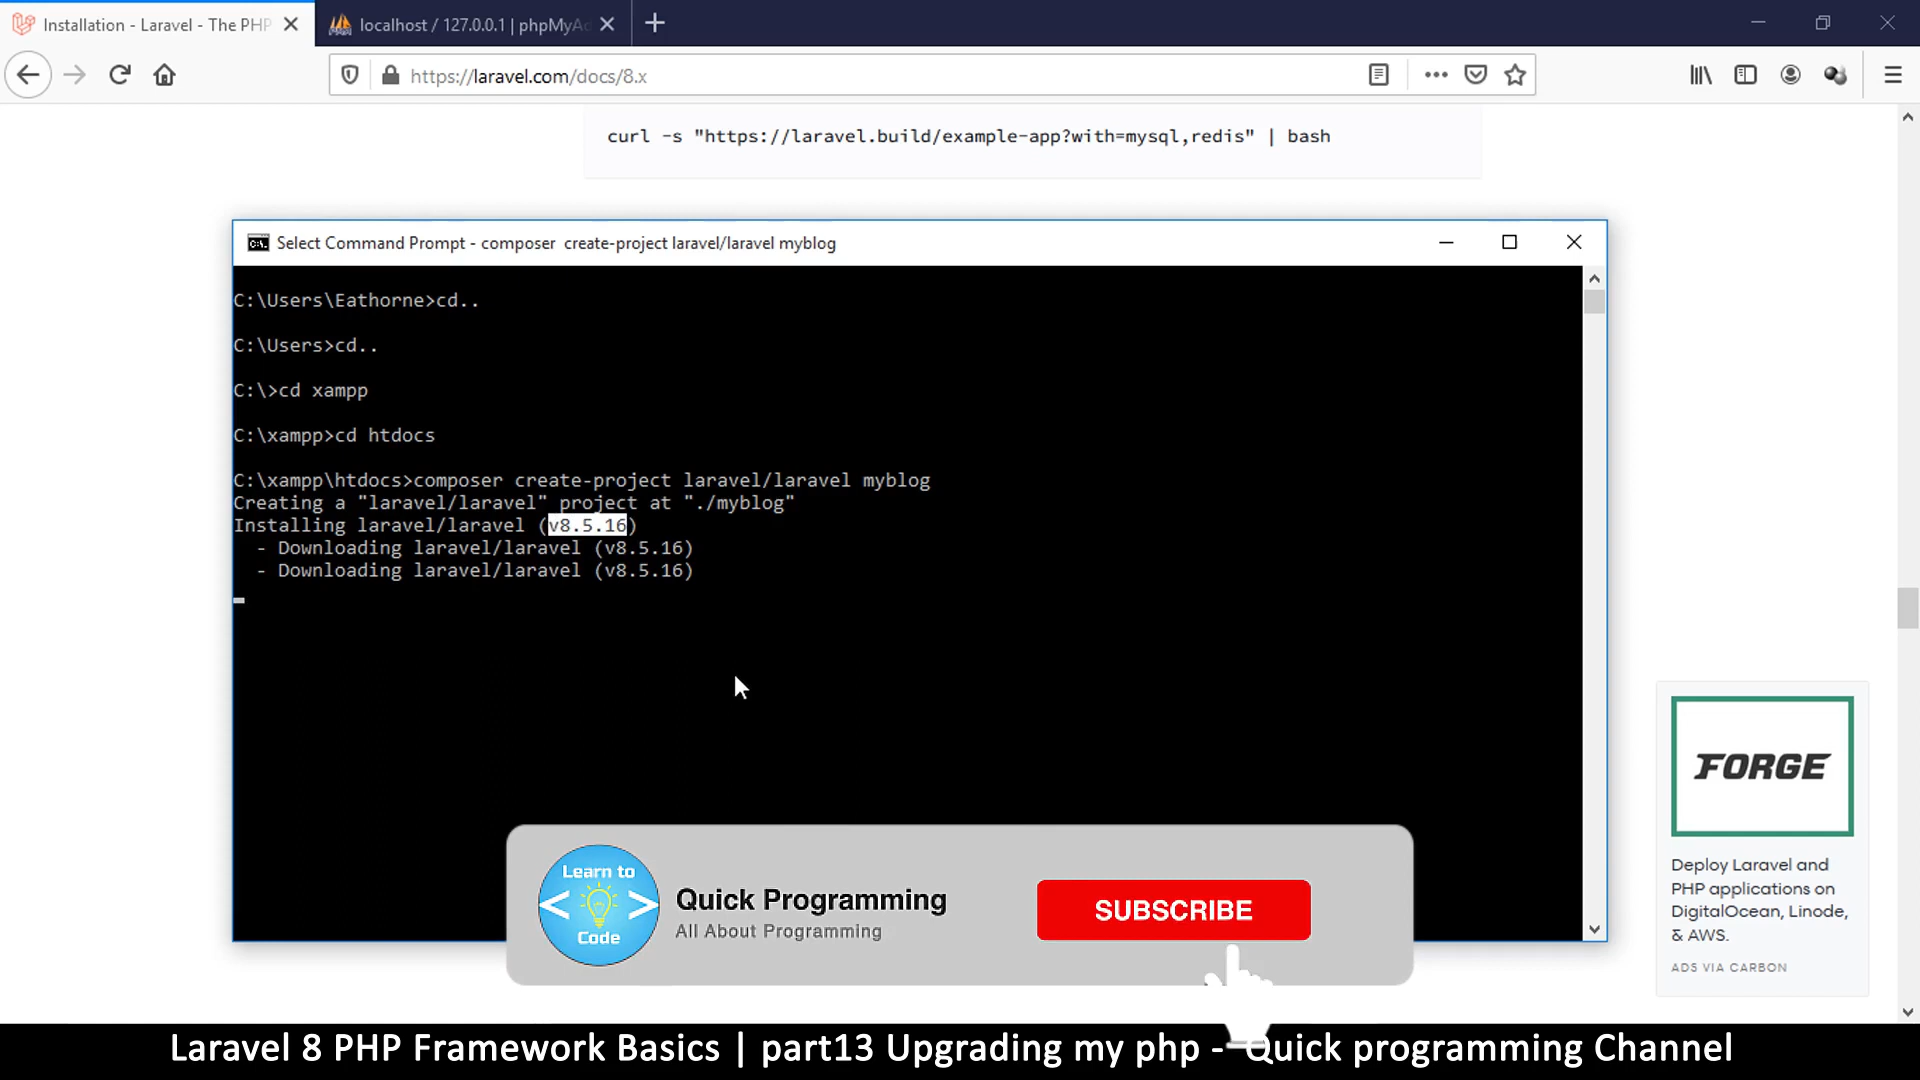 Installation - Laravel - The PHP
localhost / 127.0.0.1 | phpMyAd
https://laravel.com/docs/8.x
curl -s "https://laravel.build/example-app?with=mysql,redis" | bash
Select Command Prompt - composer  create-project laravel/laravel myblog
C:\Users\Eathorne>cd..
C:\Users>cd..
C:\>cd xampp
C:\xampp>cd htdocs
C:\xampp\htdocs>composer create-project laravel/laravel myblog
Creating a "laravel/laravel" project at "./myblog"
Installing laravel/laravel (v8.5.16)
- Downloading laravel/laravel (v8.5.16)
- Downloading laravel/laravel (v8.5.16)
FORGE
Deploy Laravel and
PHP applications on
DigitalOcean, Linode,
& AWS.
ADS VIA CARBON
Learn to
< >
Code
Quick Programming
All About Programming
SUBSCRIBE
Laravel 8 PHP Framework Basics | part13 Upgrading my php - Quick programming Channel